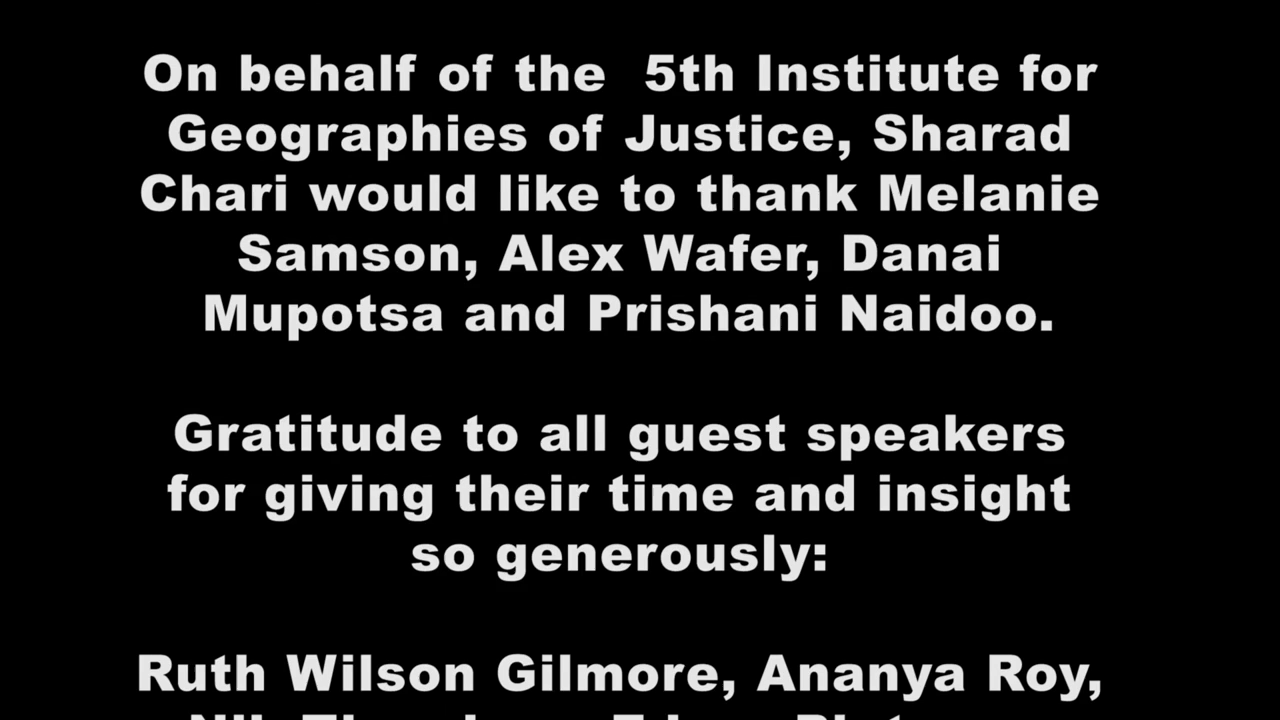 On behalf of the  5th Institute for
Geographies of Justice, Sharad
Chari would like to thank Melanie
Samson, Alex Wafer, Danai
Mupotsa and Prishani Naidoo.
Gratitude to all guest speakers
for giving their time and insight
so generously:
Ruth Wilson Gilmore, Ananya Roy,